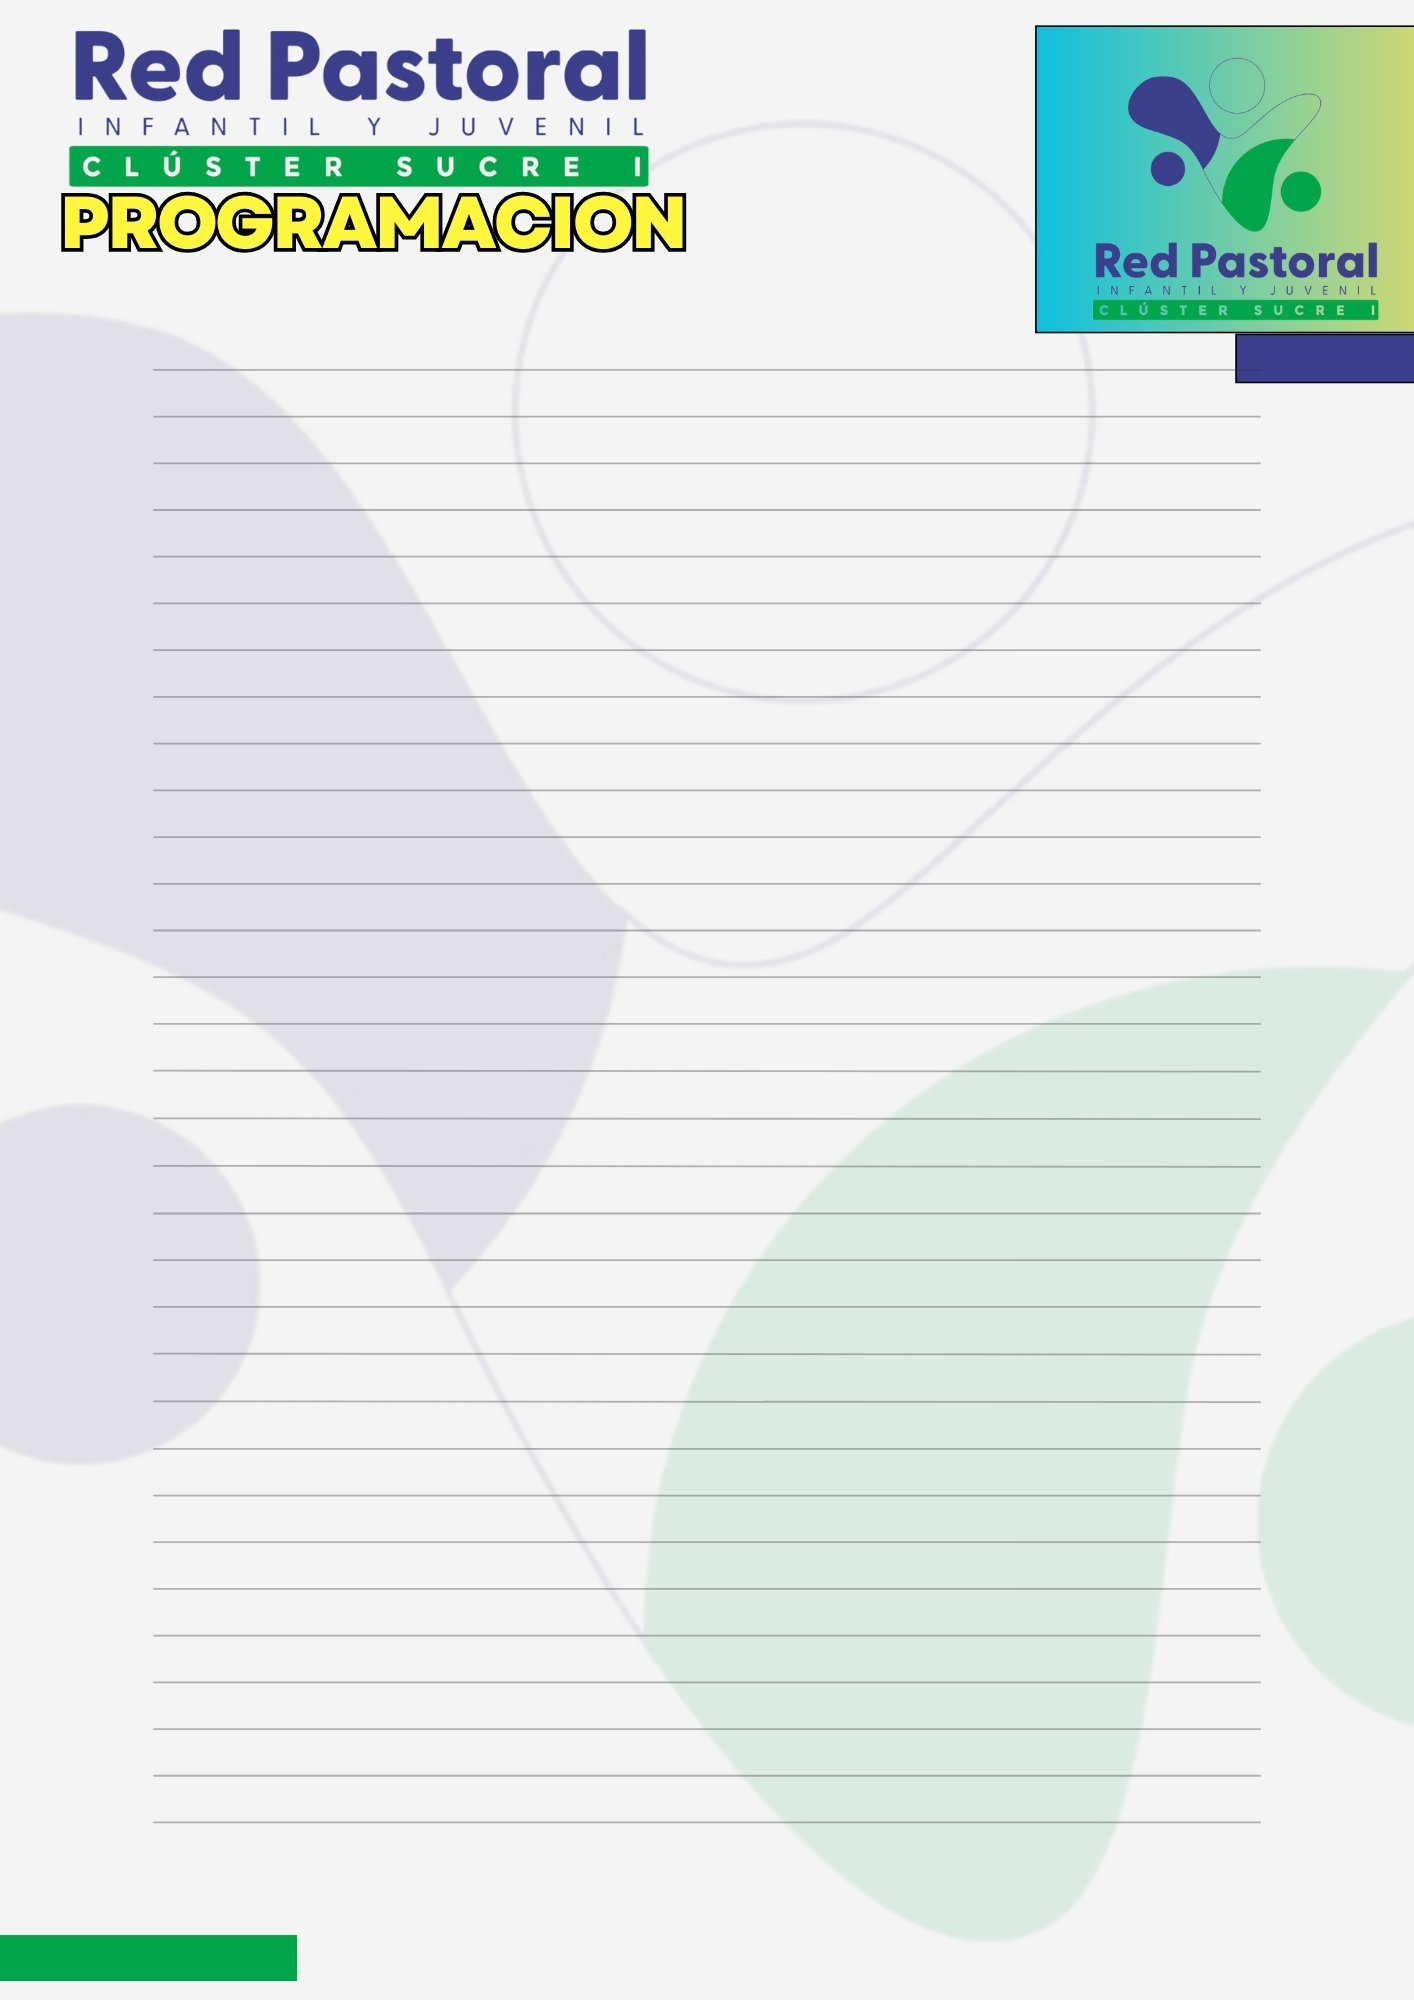 Red Pastoral
INFANTIL Y JUVENIL
CLÚSTER SUCRE I
PROGRAMACION
Red Pastoral
INFANTIL Y JUVENIL
CLÚSTER SUCRE I